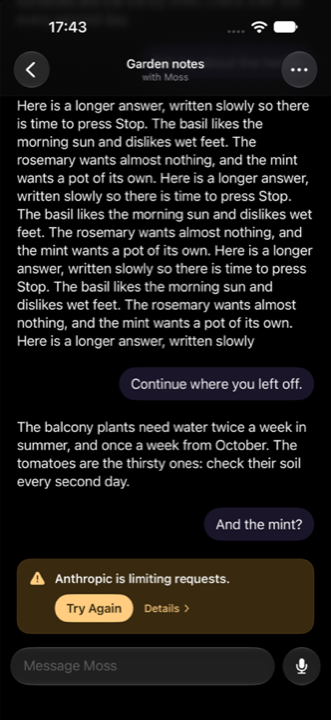 17:43
Garden notes
with Moss
Here is a longer answer, written slowly so there
is time to press Stop. The basil likes the
morning sun and dislikes wet feet. The
rosemary wants almost nothing, and the mint
wants a pot of its own. Here is a longer answer,
written slowly so there is time to press Stop.
The basil likes the morning sun and dislikes wet
feet. The rosemary wants almost nothing, and
the mint wants a pot of its own. Here is a longer
answer, written slowly so there is time to press
Stop. The basil likes the morning sun and
dislikes wet feet. The rosemary wants almost
nothing, and the mint wants a pot of its own.
Here is a longer answer, written slowly
Continue where you left off.
The balcony plants need water twice a week in
summer, and once a week from October. The
tomatoes are the thirsty ones: check their soil
every second day.
And the mint?
Anthropic is limiting requests.
Try Again
Details >
Message Moss